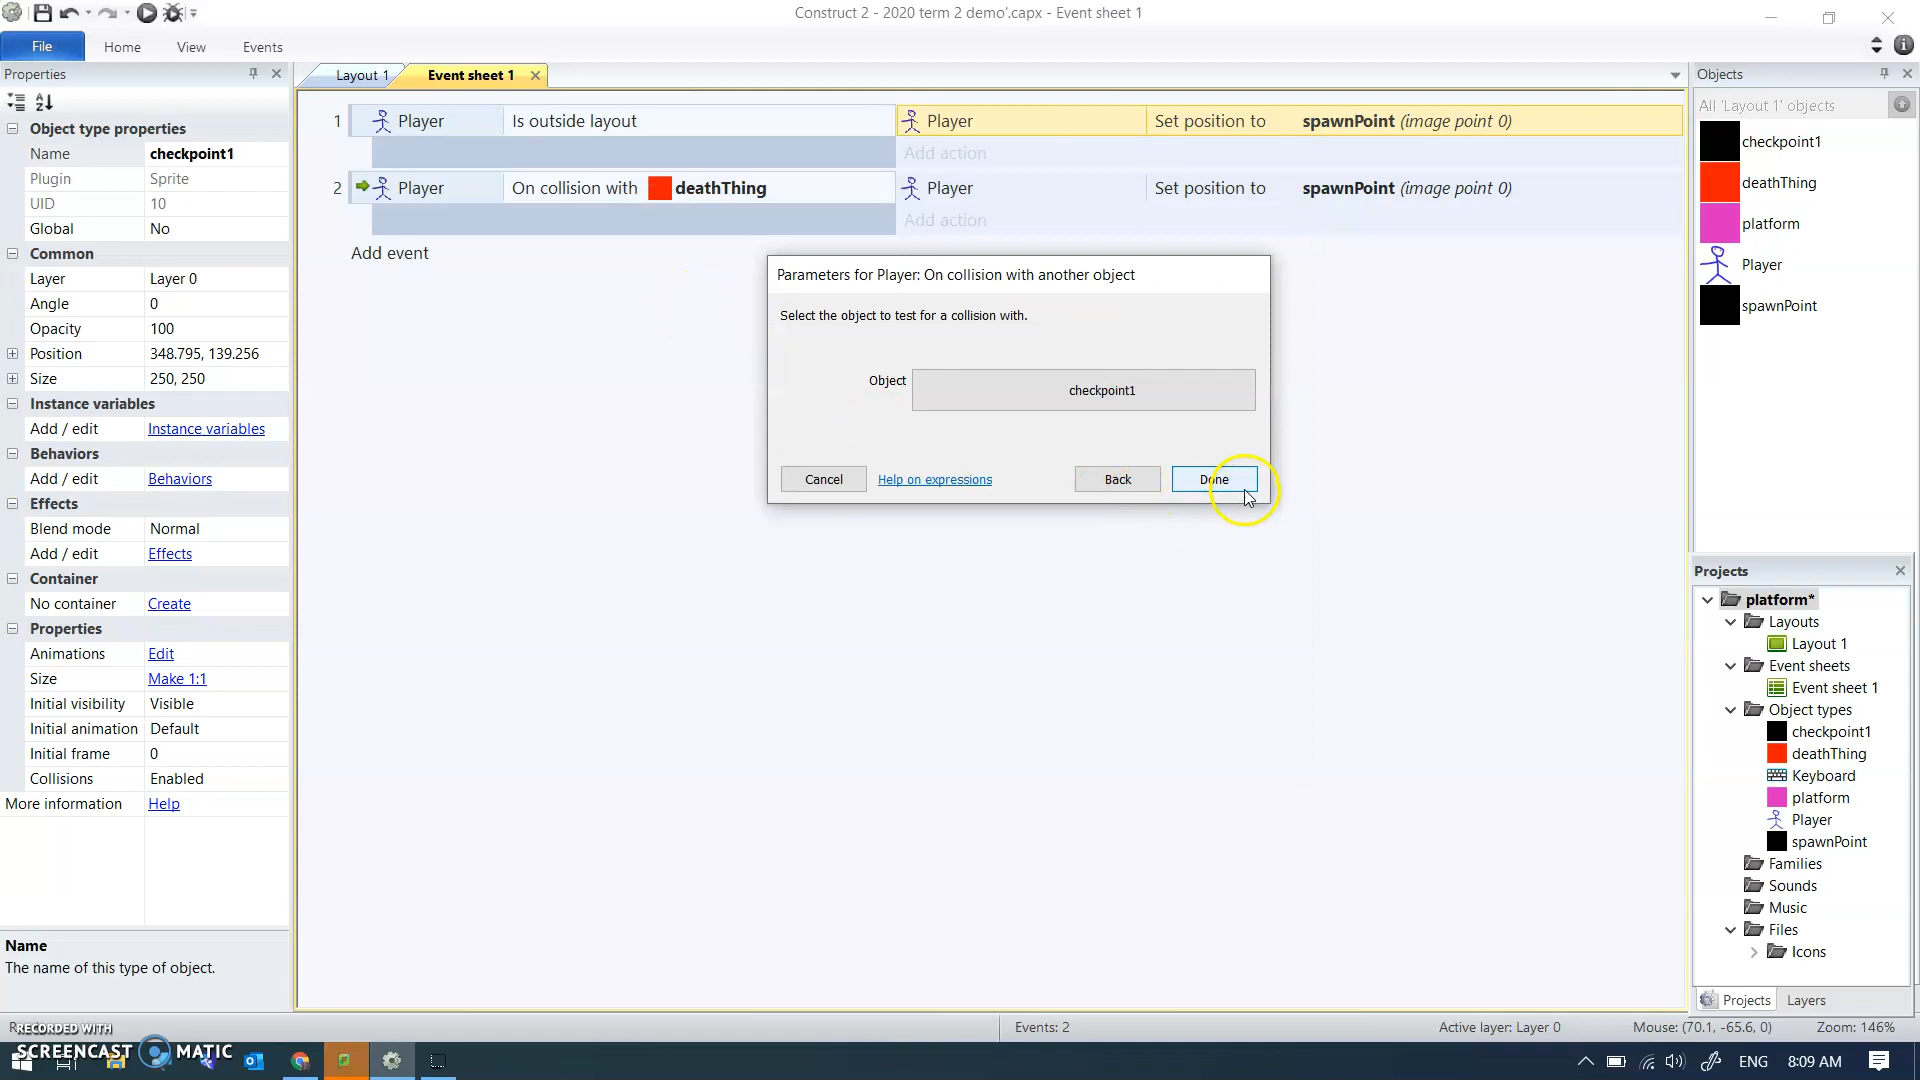 Construct 2 - 2020 term 2 demo'.capx - Event sheet 1
File Home View Events
Properties
Object type properties
Name checkpoint1
Plugin Sprite
UID 10
Global No
Common
Layer Layer 0
Angle 0
Opacity 100
Position 348.795, 139.256
Size 250, 250
Instance variables
Add / edit Instance variables
Behaviors
Add / edit Behaviors
Effects
Blend mode Normal
Add / edit Effects
Container
No container Create
Properties
Animations Edit
Size Make 1:1
Initial visibility Visible
Initial animation Default
Initial frame 0
Collisions Enabled
More information Help
Name
The name of this type of object.
Layout 1 Event sheet 1
1 Player Is outside layout Player Set position to spawnPoint (image point 0)
Add action
2 Player On collision with deathThing Player Set position to spawnPoint (image point 0)
Add action
Add event
Parameters for Player: On collision with another object
Select the object to test for a collision with.
Object checkpoint1
Cancel Help on expressions Back Done
Objects
All 'Layout 1' objects
checkpoint1
deathThing
platform
Player
spawnPoint
Projects
platform*
Layouts
Layout 1
Event sheets
Event sheet 1
Object types
checkpoint1
deathThing
Keyboard
platform
Player
spawnPoint
Families
Sounds
Music
Files
Icons
Projects Layers
Events: 2 Active layer: Layer 0 Mouse: (70.1, -65.6, 0) Zoom: 146%
RECORDED WITH
SCREENCAST MATIC
ENG 8:09 AM